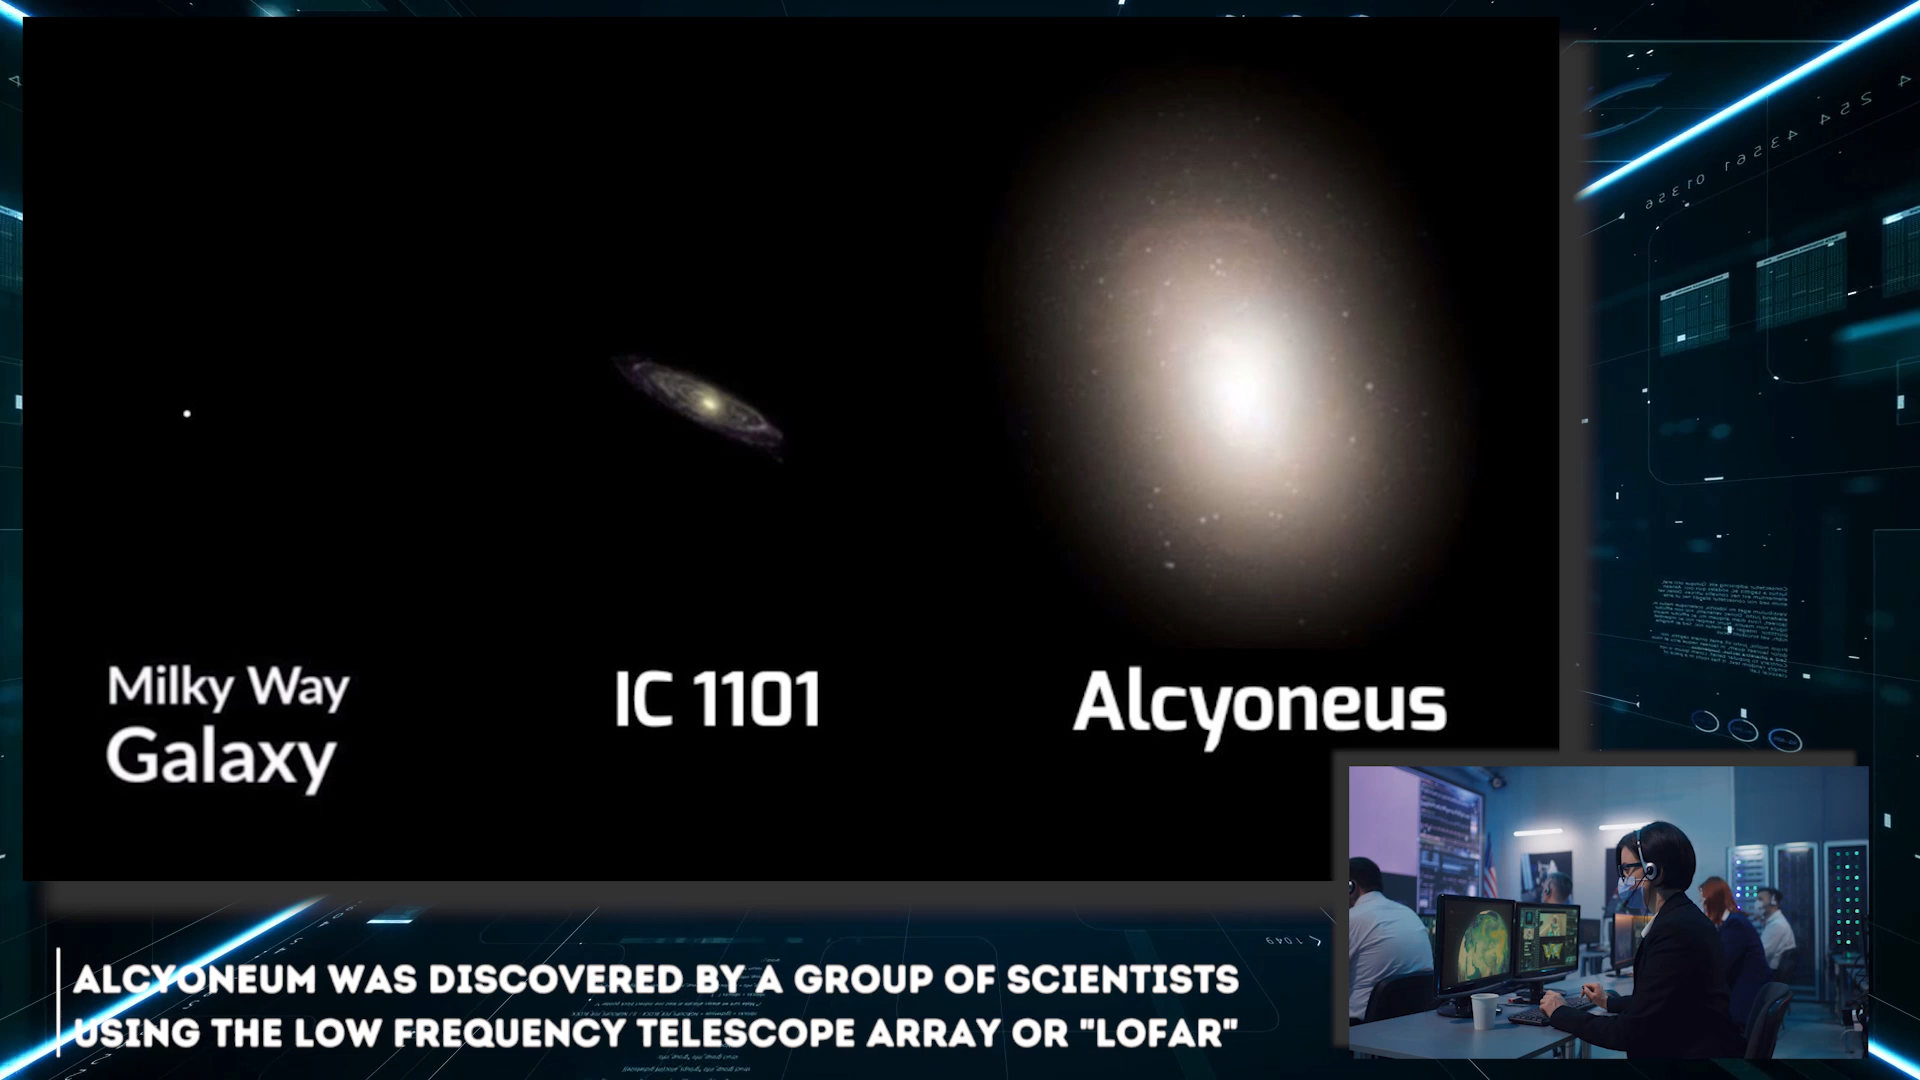 Milky Way
Galaxy
IC 1101
Alcyoneus
ALCYONEUM WAS DISCOVERED BY A GROUP OF SCIENTISTS
USING THE LOW FREQUENCY TELESCOPE ARRAY OR "LOFAR"